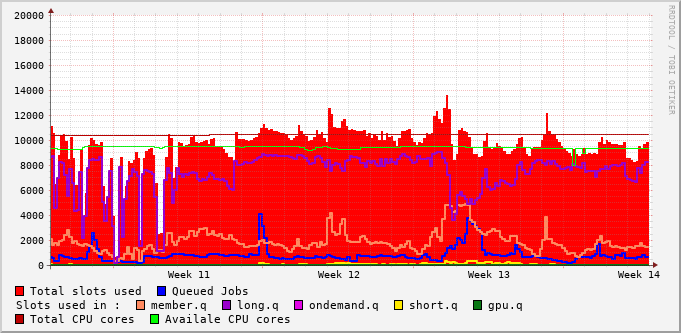 20000
18000
16000
14000
12000
10000
8000
6000
4000
2000
0
Week 11 Week 12 Week 13 Week 14
RRDTOOL / TOBI OETIKER
Total slots used Queued Jobs
Slots used in : member.q long.q ondemand.q short.q gpu.q
Total CPU cores Availale CPU cores